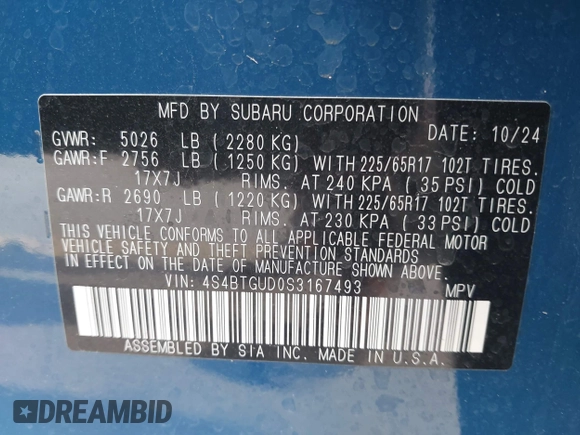 MFD BY SUBARU CORPORATION
GVWR: 5026 LB (2280 KG) DATE: 10/24
GAWR:F 2756 LB (1250 KG) WITH 225/65R17 102T TIRES.
17X7J RIMS. AT 240 KPA (35 PSI) COLD
GAWR:R 2690 LB (1220 KG) WITH 225/65R17 102T TIRES.
17X7J RIMS. AT 230 KPA (33 PSI) COLD
THIS VEHICLE CONFORMS TO ALL APPLICABLE FEDERAL MOTOR
VEHICLE SAFETY AND THEFT PREVENTION STANDARDS
IN EFFECT ON THE DATE OF MANUFACTURE SHOWN ABOVE.
VIN: 4S4BTGUD0S3167493 MPV
ASSEMBLED BY SIA INC. MADE IN U.S.A.
DREAMBID